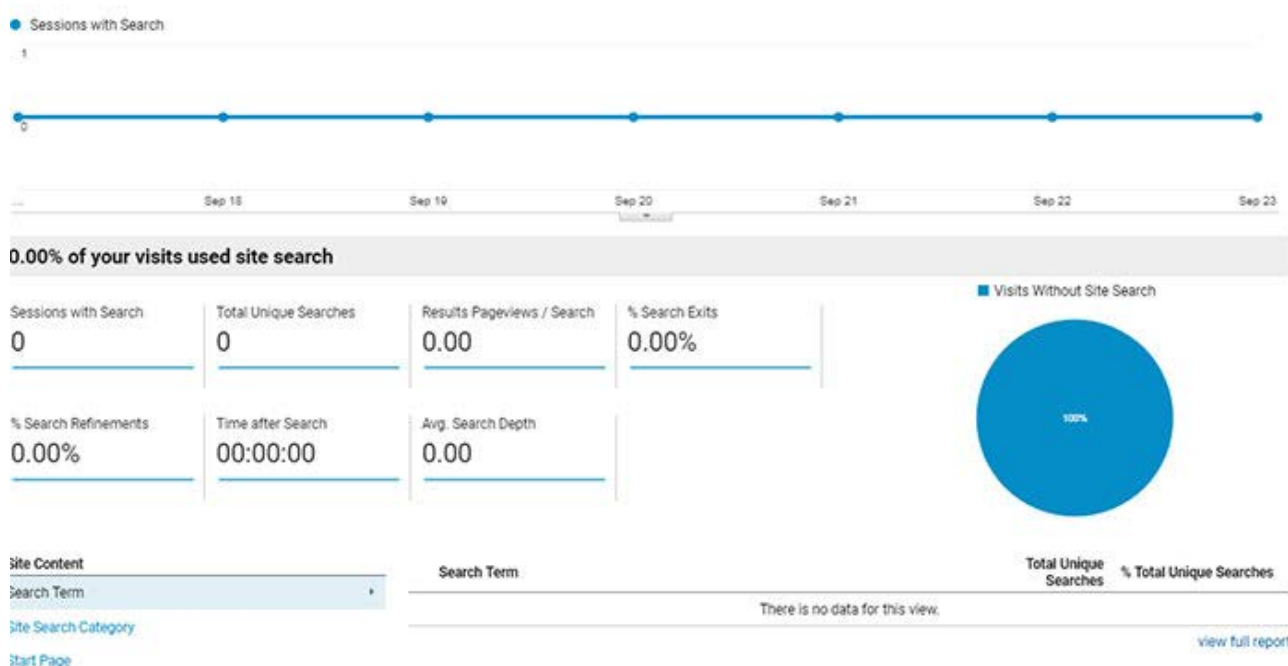 Sessions with Search
1
0
... Sep 18 Sep 19 Sep 20 Sep 21 Sep 22 Sep 23
0.00% of your visits used site search
Visits Without Site Search
Sessions with Search Total Unique Searches Results Pageviews / Search % Search Exits
0 0 0.00 0.00%
100%
% Search Refinements Time after Search Avg. Search Depth
0.00% 00:00:00 0.00
Site Content
Search Term
Site Search Category
Start Page
Search Term Total Unique Searches % Total Unique Searches
There is no data for this view.
view full report